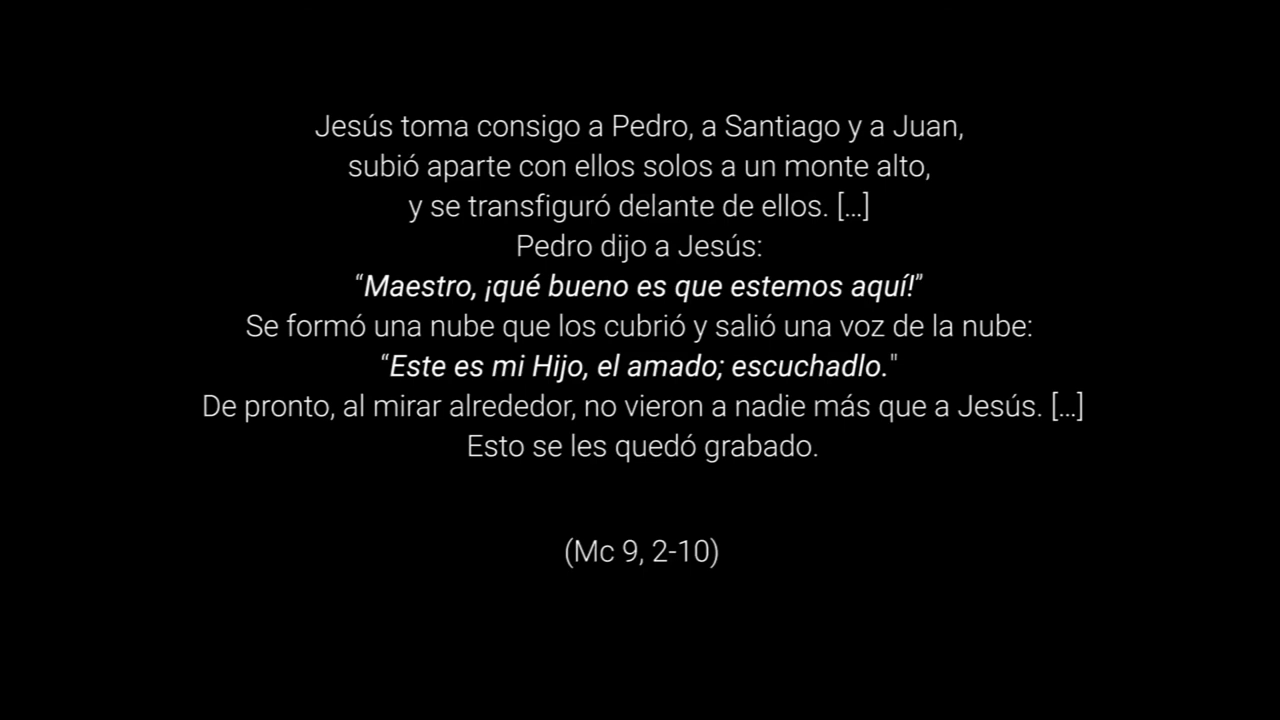 Jesús toma consigo a Pedro, a Santiago y a Juan,
subió aparte con ellos solos a un monte alto,
y se transfiguró delante de ellos. [...]
Pedro dijo a Jesús:
“Maestro, ¡qué bueno es que estemos aquí!”
Se formó una nube que los cubrió y salió una voz de la nube:
“Este es mi Hijo, el amado; escuchadlo."
De pronto, al mirar alrededor, no vieron a nadie más que a Jesús. [...]
Esto se les quedó grabado.
(Mc 9, 2-10)